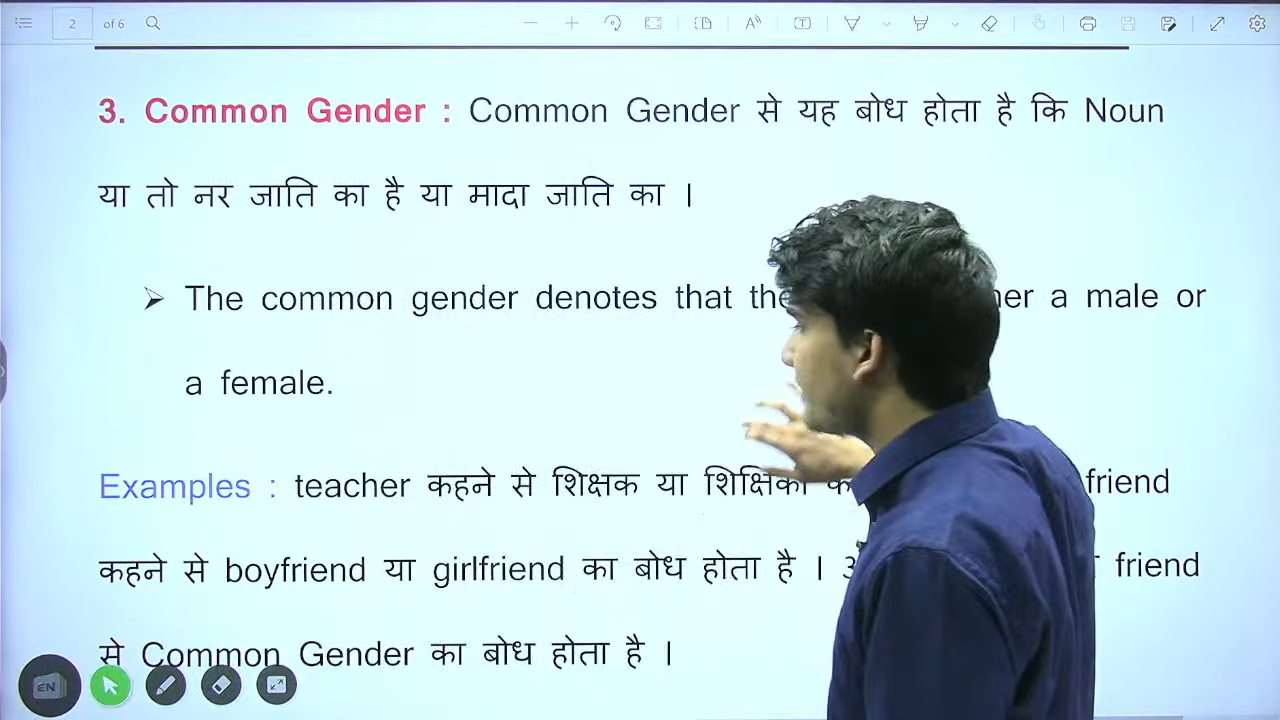 2 of 6
3. Common Gender : Common Gender से यह बोध होता है कि Noun
या तो नर जाति का है या मादा जाति का ।
➢ The common gender denotes that the a male or
a female.
Examples : teacher कहने से शिक्षक या शिक्षिका friend
कहने से boyfriend या girlfriend का बोध होता है । friend
से Common Gender का बोध होता है ।
EN